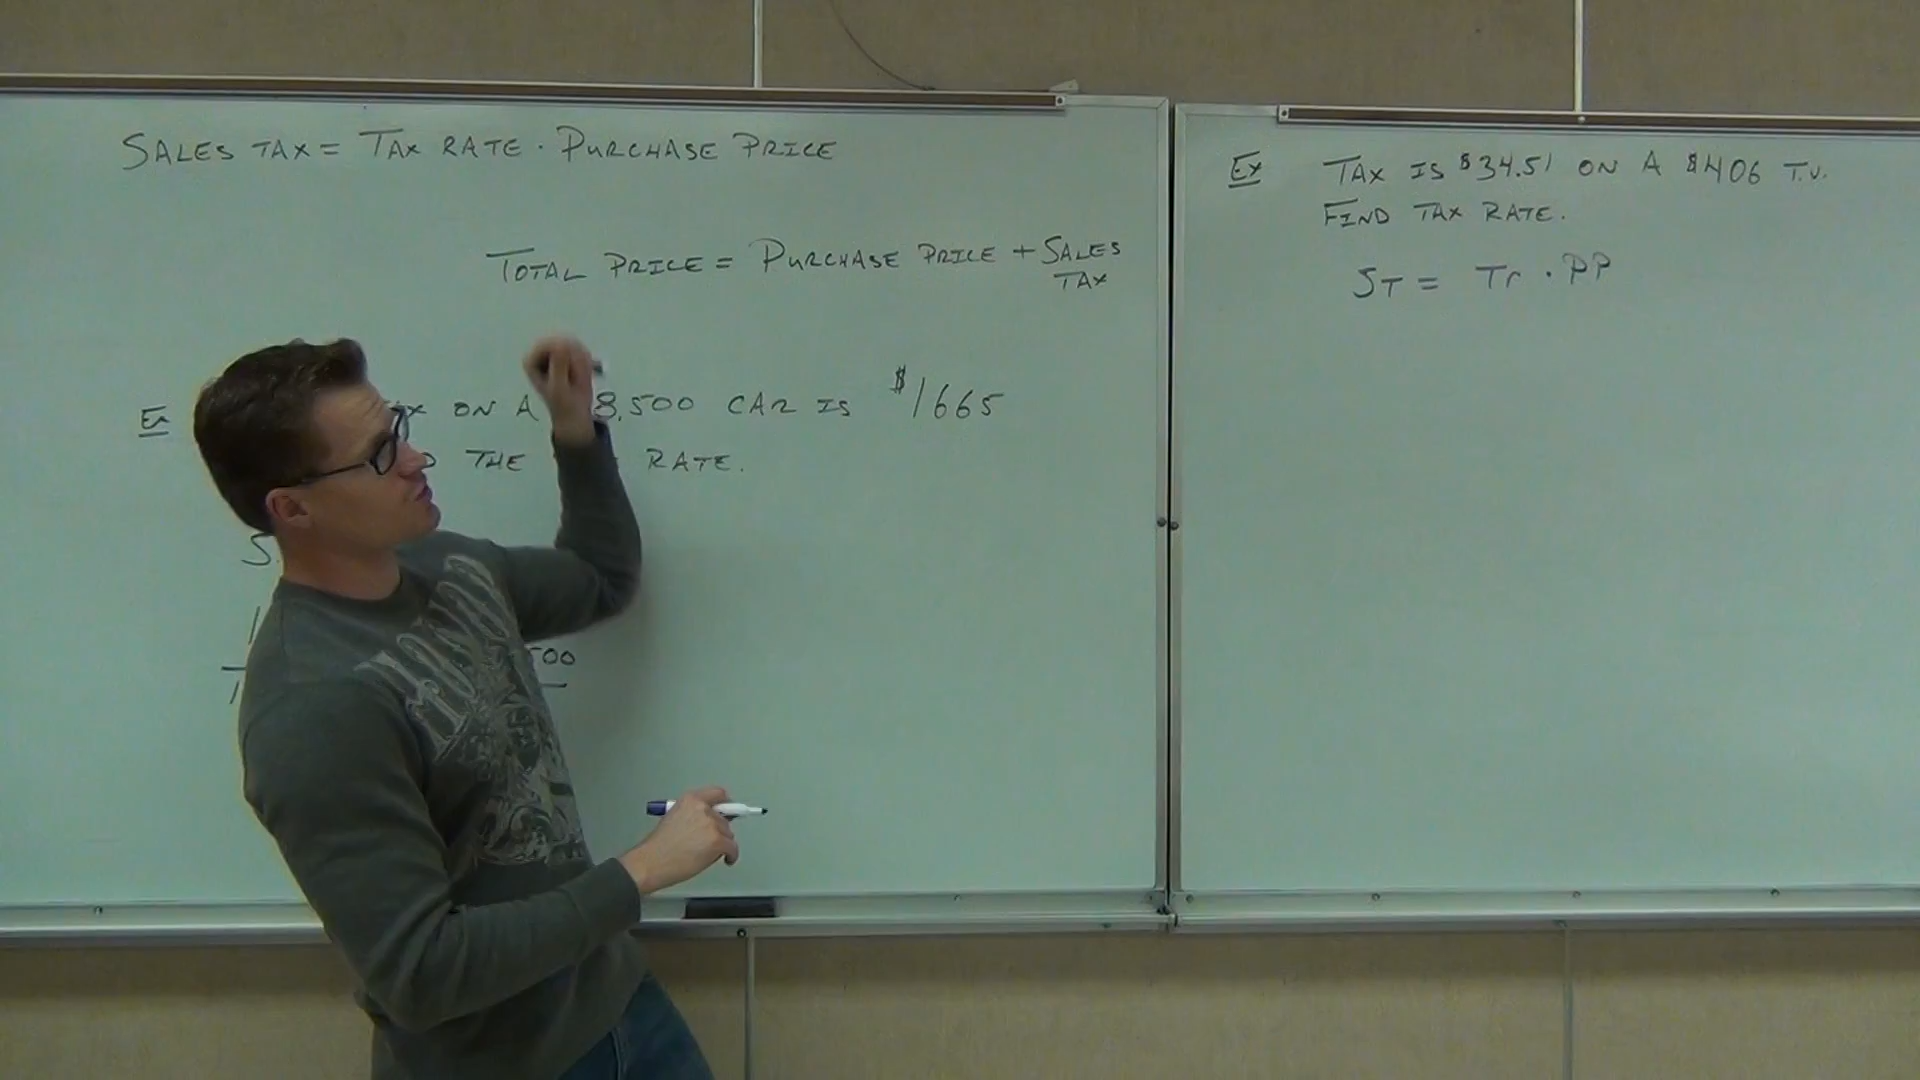 SALES TAX = TAX RATE · PURCHASE PRICE
TOTAL PRICE = PURCHASE PRICE + SALES
TAX
Ex ON A 8,500 CAR IS $1665
THE RATE.
S
500
Ex TAX IS $34.51 ON A $406 T.V.
FIND TAX RATE.
ST = Tr · PP